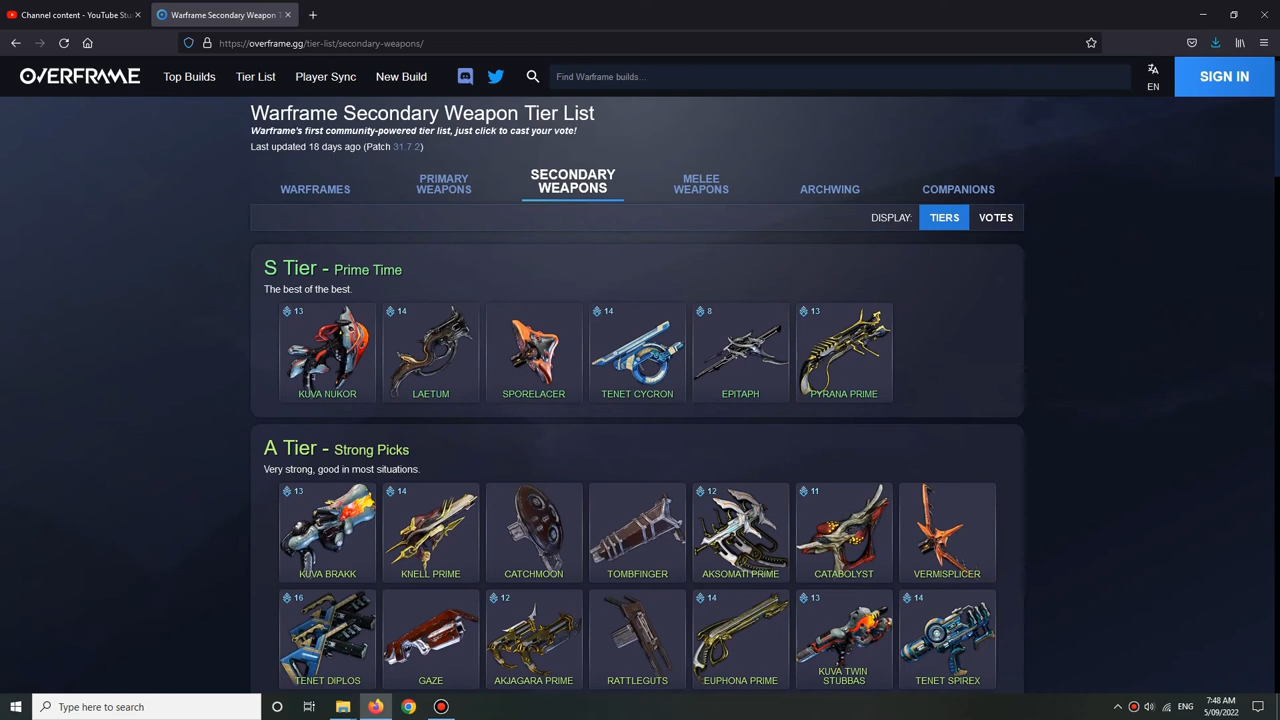 Channel content - YouTube Stu
Warframe Secondary Weapon T
https://overframe.gg/tier-list/secondary-weapons/
OVERFRAME
Top Builds
Tier List
Player Sync
New Build
Find Warframe builds...
EN
SIGN IN
Warframe Secondary Weapon Tier List
Warframe's first community-powered tier list, just click to cast your vote!
Last updated 18 days ago (Patch 31.7.2)
WARFRAMES
PRIMARY
WEAPONS
SECONDARY
WEAPONS
MELEE
WEAPONS
ARCHWING
COMPANIONS
DISPLAY:
TIERS
VOTES
S Tier - Prime Time
The best of the best.
13
14
14
8
13
KUVA NUKOR
LAETUM
SPORELACER
TENET CYCRON
EPITAPH
PYRANA PRIME
A Tier - Strong Picks
Very strong, good in most situations.
13
14
12
11
KUVA BRAKK
KNELL PRIME
CATCHMOON
TOMBFINGER
AKSOMATI PRIME
CATABOLYST
VERMISPLICER
16
12
14
13
14
TENET DIPLOS
GAZE
AKJAGARA PRIME
RATTLEGUTS
EUPHONA PRIME
KUVA TWIN
STUBBAS
TENET SPIREX
Type here to search
ENG
7:48 AM
5/09/2022